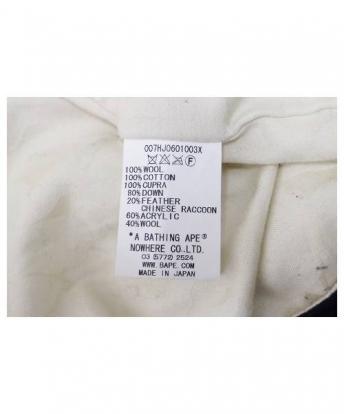 007HJ0601003X
F
100%WOOL
100%COTTON
100%CUPRA
80%DOWN
20%FEATHER
CHINESE RACCOON
60%ACRYLIC
40%WOOL
*A BATHING APE®
NOWHERE CO.,LTD.
03 (5772) 2524
WWW.BAPE.COM
MADE IN JAPAN